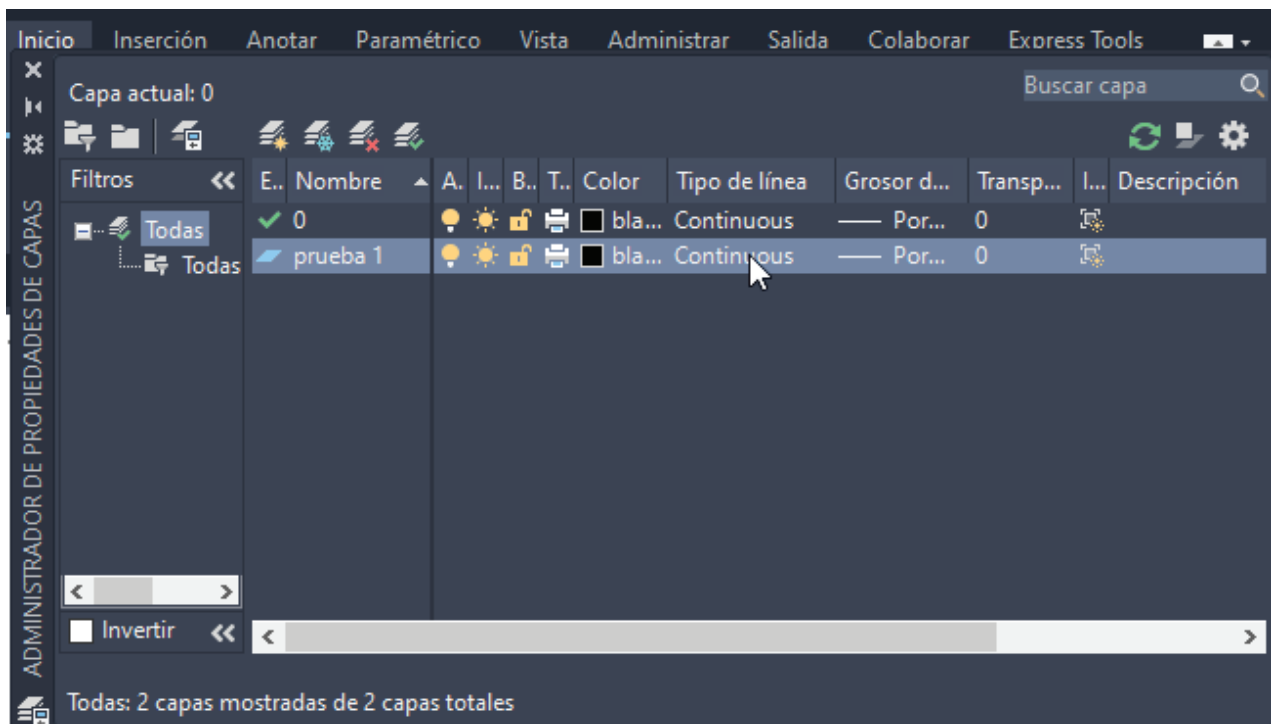 Inicio Inserción Anotar Paramétrico Vista Administrar Salida Colaborar Express Tools
Capa actual: 0
Buscar capa
Filtros
E.. Nombre A. I... B.. T.. Color Tipo de línea Grosor d... Transp... I... Descripción
Todas
0 bla... Continuous Por... 0
Todas
prueba 1 bla... Continuous Por... 0
ADMINISTRADOR DE PROPIEDADES DE CAPAS
Invertir
Todas: 2 capas mostradas de 2 capas totales